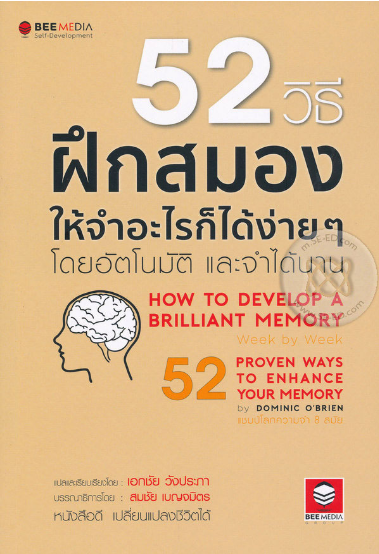 BEE MEDIA
Self-Development
52 วิธี
ฝึกสมอง
ให้จำอะไรก็ได้ง่าย ๆ
โดยอัตโนมัติ และจำได้นาน
HOW TO DEVELOP A
BRILLIANT MEMORY
Week by Week
52 PROVEN WAYS
TO ENHANCE
YOUR MEMORY
by DOMINIC O'BRIEN
แชมป์โลกความจำ 8 สมัย
แปลและเรียบเรียงโดย : เอกชัย วังประภา
บรรณาธิการโดย : สมชัย เบญจมิตร
หนังสือดี เปลี่ยนแปลงชีวิตได้
BEE MEDIA